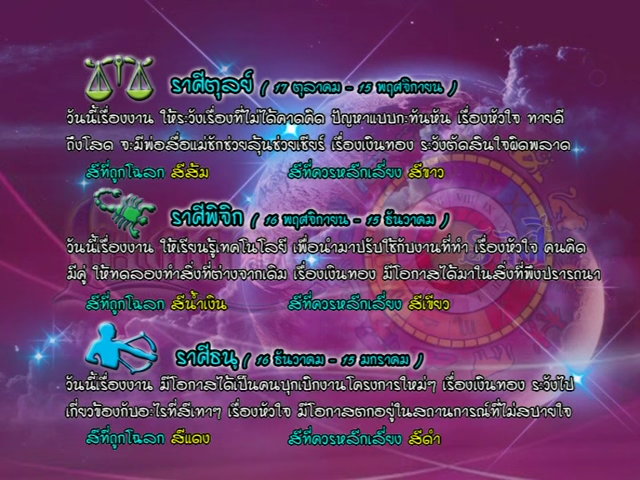 ราศีตุลย์ ( 17 ตุลาคม - 15 พฤศจิกายน )
วันนี้เรื่องงาน ให้ระวังเรื่องที่ไม่ได้คาดคิด ปัญหาแบบกะทันหัน เรื่องหัวใจ ทายดี
ถึงโสด จะมีพ่อสื่อแม่ชักช่วยลุ้นช่วยเชียร์ เรื่องเงินทอง ระวังตัดสินใจผิดพลาด
สีที่ถูกโฉลก สีส้ม สีที่ควรหลีกเลี่ยง สีขาว
ราศีพิจิก ( 16 พฤศจิกายน - 15 ธันวาคม )
วันนี้เรื่องงาน ให้เรียนรู้เทคโนโลยี เพื่อนำมาปรับใช้กับงานที่ทำ เรื่องหัวใจ คนคิด
มีคู่ ให้ทดลองทำสิ่งที่ต่างจากเดิม เรื่องเงินทอง มีโอกาสได้มาในสิ่งที่พึงปรารถนา
สีที่ถูกโฉลก สีน้ำเงิน สีที่ควรหลีกเลี่ยง สีเขียว
ราศีธนู ( 16 ธันวาคม - 15 มกราคม )
วันนี้เรื่องงาน มีโอกาสได้เป็นคนบุกเบิกงานโครงการใหม่ๆ เรื่องเงินทอง ระวังไป
เกี่ยวข้องกับอะไรที่สีเทาๆ เรื่องหัวใจ มีโอกาสตกอยู่ในสถานการณ์ที่ไม่สบายใจ
สีที่ถูกโฉลก สีแดง สีที่ควรหลีกเลี่ยง สีดำ